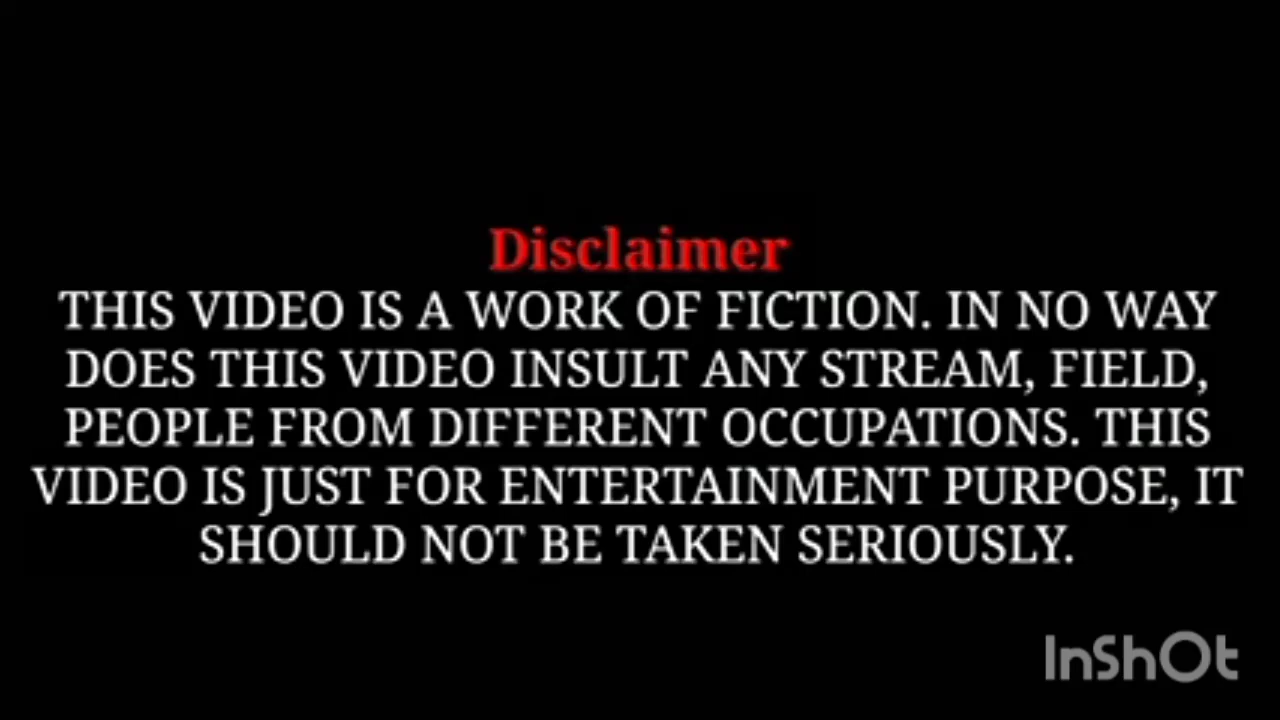 Disclaimer
THIS VIDEO IS A WORK OF FICTION. IN NO WAY
DOES THIS VIDEO INSULT ANY STREAM, FIELD,
PEOPLE FROM DIFFERENT OCCUPATIONS. THIS
VIDEO IS JUST FOR ENTERTAINMENT PURPOSE, IT
SHOULD NOT BE TAKEN SERIOUSLY.
InShOt